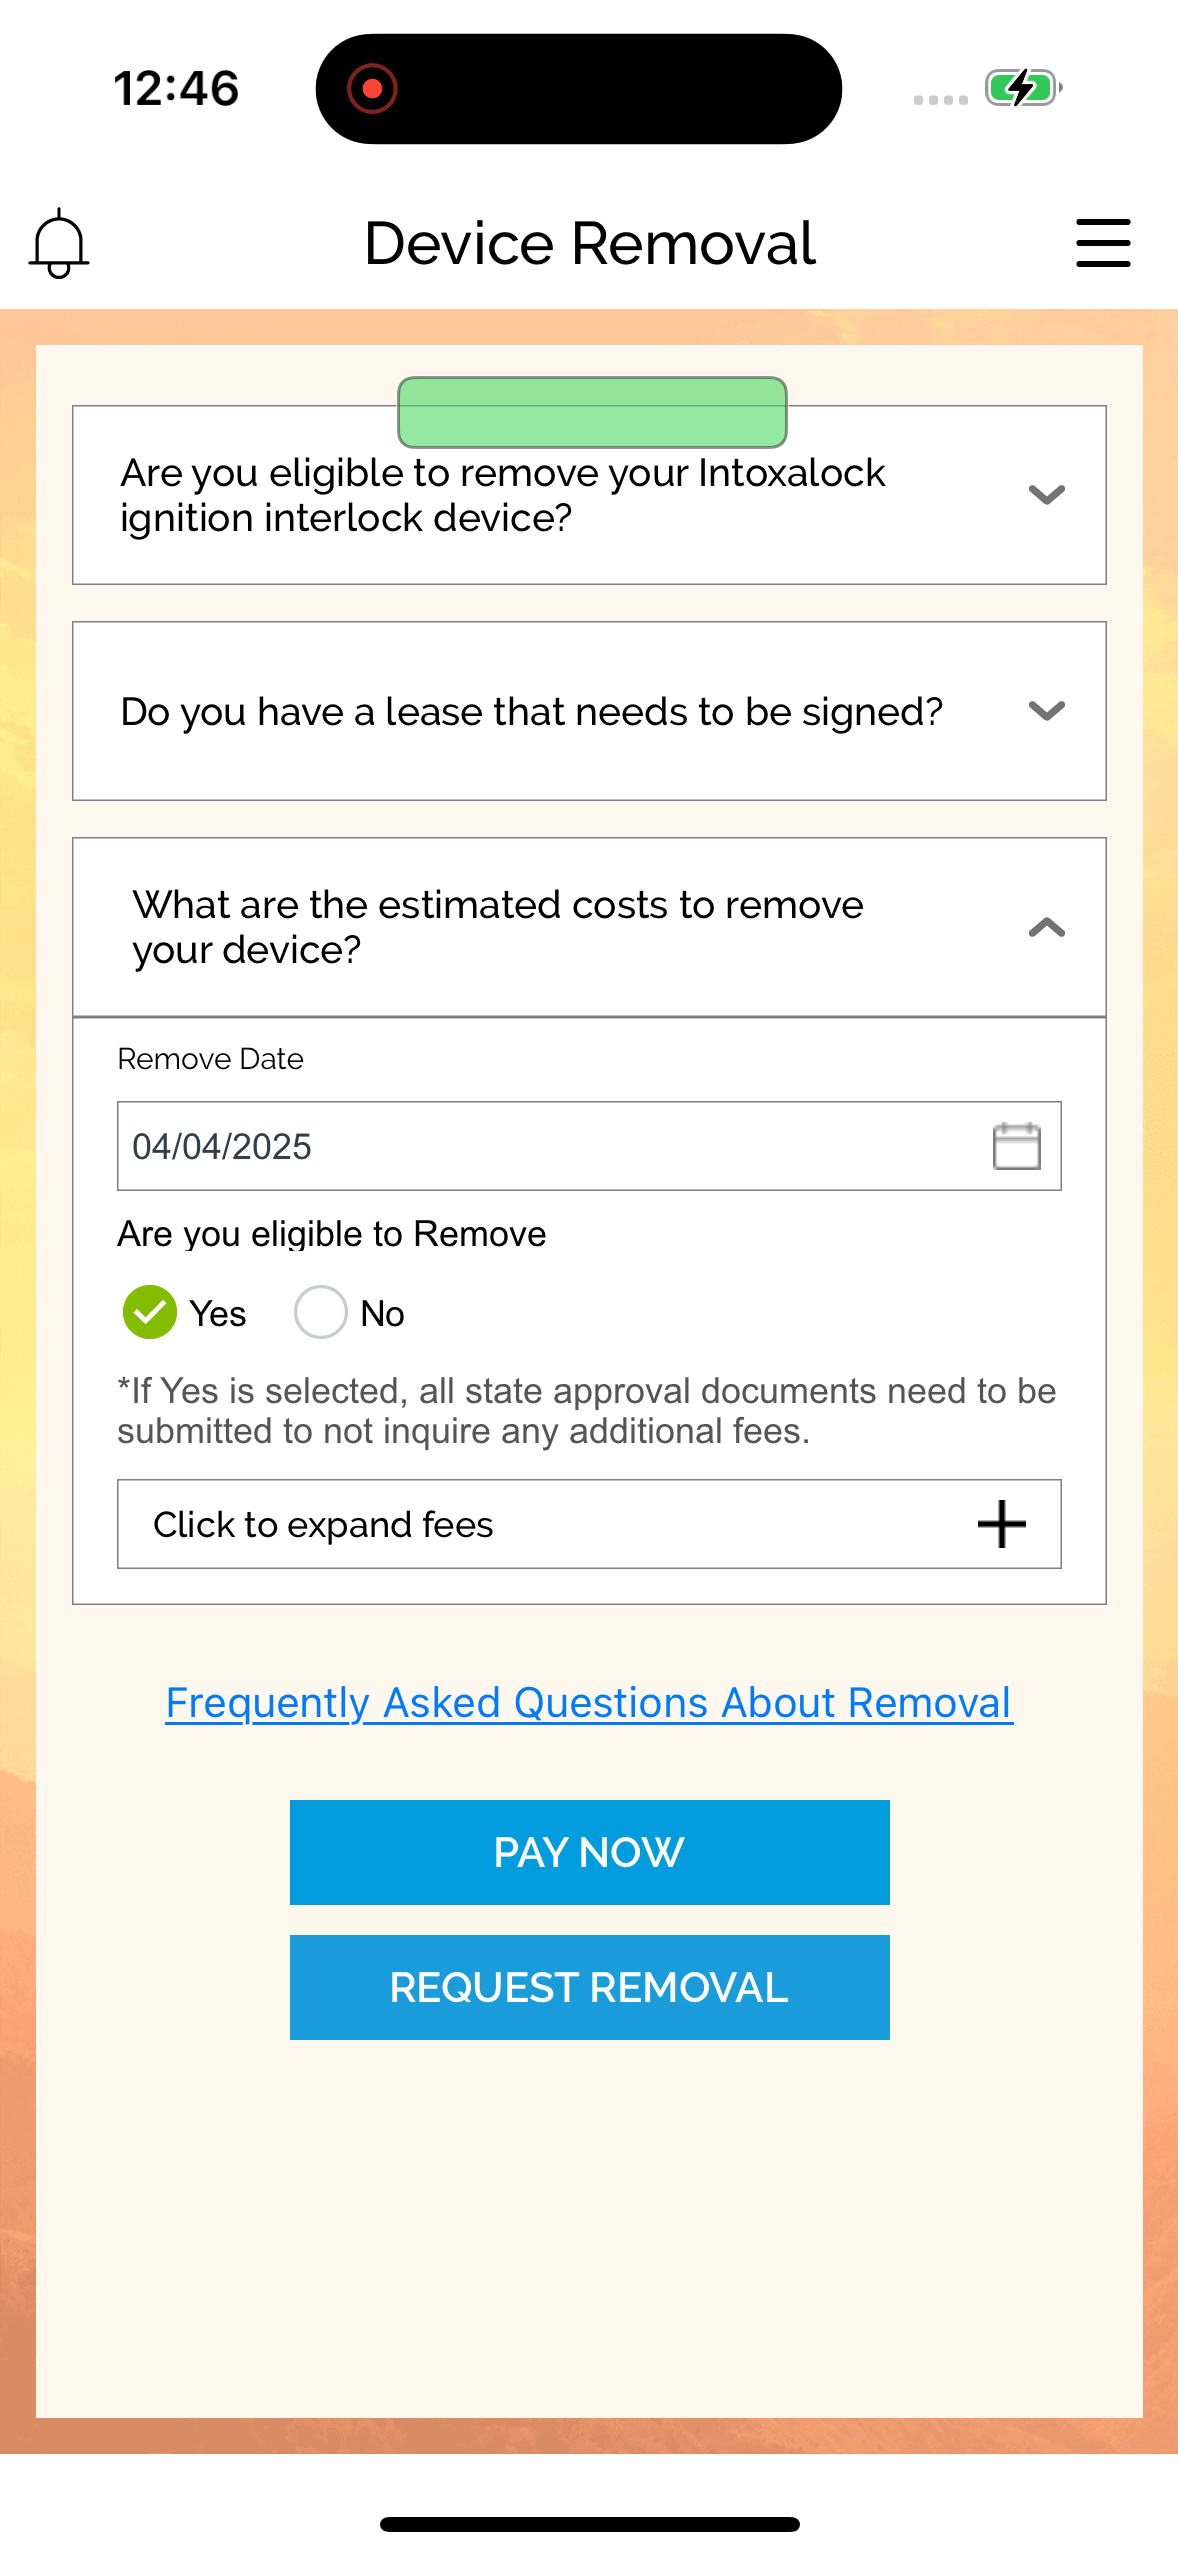 12:46
Device Removal
Are you eligible to remove your Intoxalock
ignition interlock device?
Do you have a lease that needs to be signed?
What are the estimated costs to remove
your device?
Remove Date
04/04/2025
Are you eligible to Remove
Yes No
*If Yes is selected, all state approval documents need to be
submitted to not inquire any additional fees.
Click to expand fees
Frequently Asked Questions About Removal
PAY NOW
REQUEST REMOVAL